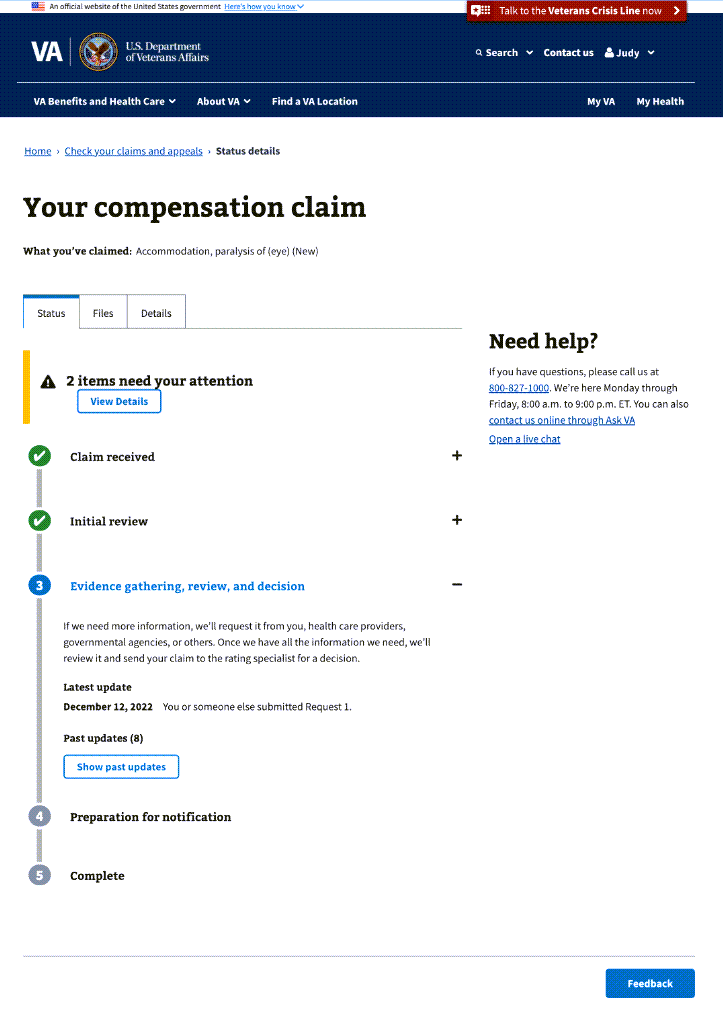 An official website of the United States government Here's how you know
Talk to the Veterans Crisis Line now
VA
U.S. Department
of Veterans Affairs
Search
Contact us
Judy
VA Benefits and Health Care
About VA
Find a VA Location
My VA
My Health
Home › Check your claims and appeals › Status details
Your compensation claim
What you've claimed: Accommodation, paralysis of (eye) (New)
Status
Files
Details
2 items need your attention
View Details
Claim received
Initial review
3 Evidence gathering, review, and decision
If we need more information, we'll request it from you, health care providers,
governmental agencies, or others. Once we have all the information we need, we'll
review it and send your claim to the rating specialist for a decision.
Latest update
December 12, 2022 You or someone else submitted Request 1.
Past updates (8)
Show past updates
4 Preparation for notification
5 Complete
Need help?
If you have questions, please call us at
800-827-1000. We're here Monday through
Friday, 8:00 a.m. to 9:00 p.m. ET. You can also
contact us online through Ask VA
Open a live chat
Feedback